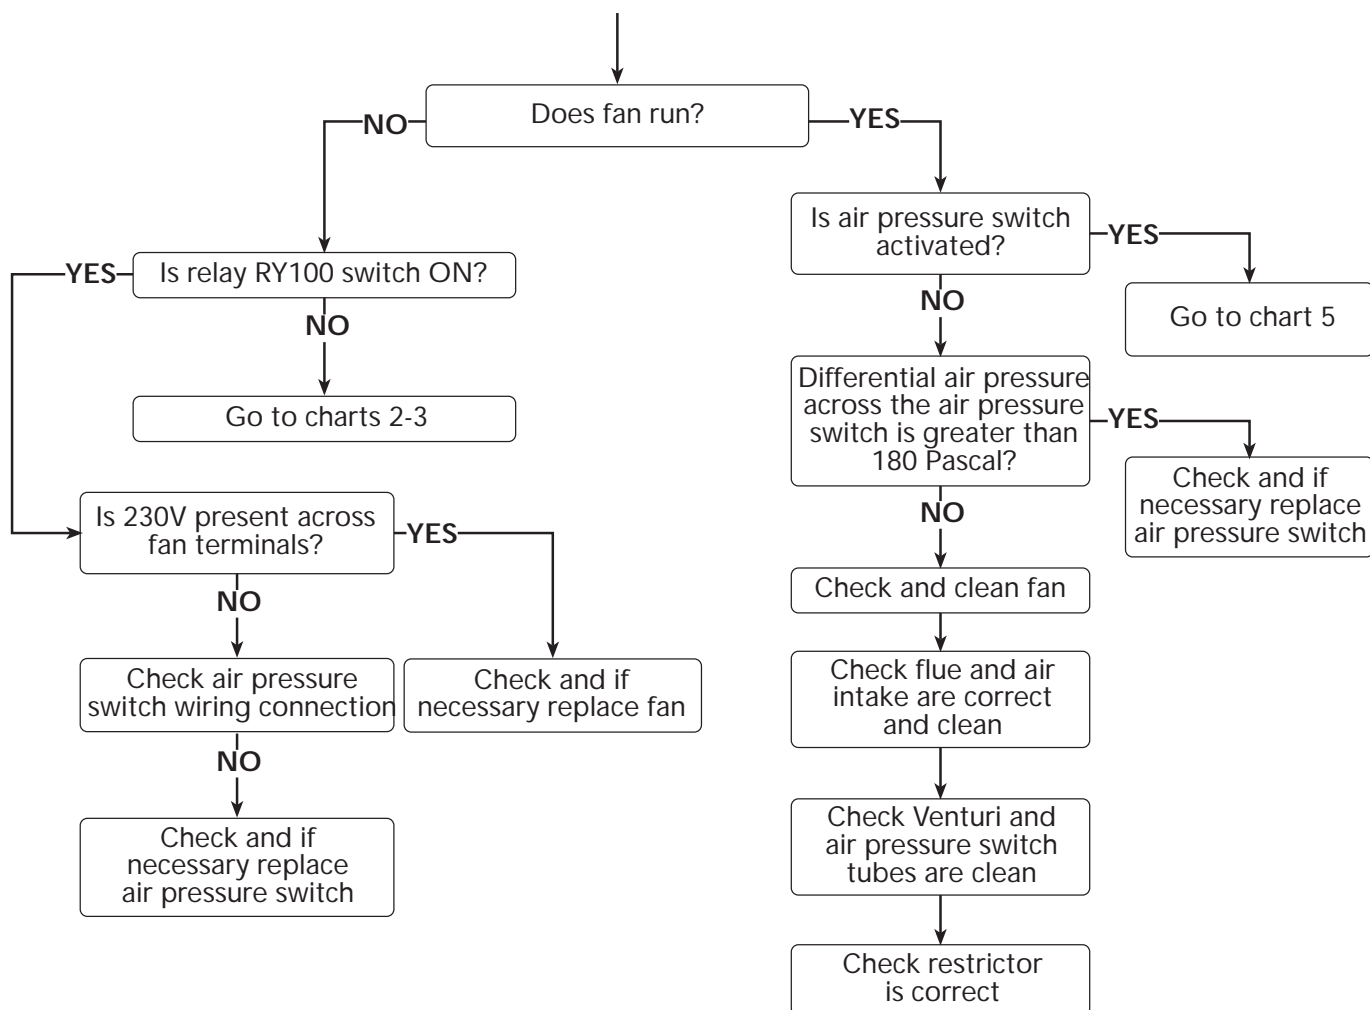 Does fan run?
NO
YES
Is air pressure switch
activated?
YES
Is relay RY100 switch ON?
YES
NO
NO
Go to chart 5
Differential air pressure
across the air pressure
switch is greater than
180 Pascal?
YES
Go to charts 2-3
Check and if
necessary replace
air pressure switch
Is 230V present across
fan terminals?
YES
NO
NO
Check and clean fan
Check air pressure
switch wiring connection
Check and if
necessary replace fan
Check flue and air
intake are correct
and clean
NO
Check and if
necessary replace
air pressure switch
Check Venturi and
air pressure switch
tubes are clean
Check restrictor
is correct